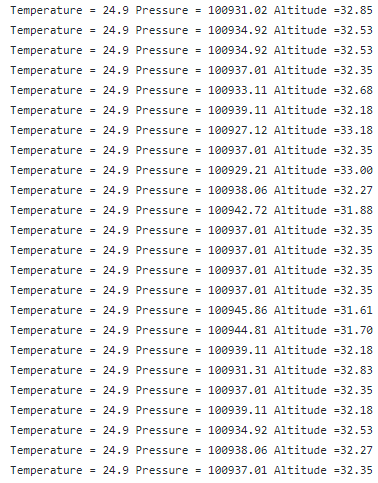 Temperature = 24.9 Pressure = 100931.02 Altitude =32.85
Temperature = 24.9 Pressure = 100934.92 Altitude =32.53
Temperature = 24.9 Pressure = 100934.92 Altitude =32.53
Temperature = 24.9 Pressure = 100937.01 Altitude =32.35
Temperature = 24.9 Pressure = 100933.11 Altitude =32.68
Temperature = 24.9 Pressure = 100939.11 Altitude =32.18
Temperature = 24.9 Pressure = 100927.12 Altitude =33.18
Temperature = 24.9 Pressure = 100937.01 Altitude =32.35
Temperature = 24.9 Pressure = 100929.21 Altitude =33.00
Temperature = 24.9 Pressure = 100938.06 Altitude =32.27
Temperature = 24.9 Pressure = 100942.72 Altitude =31.88
Temperature = 24.9 Pressure = 100937.01 Altitude =32.35
Temperature = 24.9 Pressure = 100937.01 Altitude =32.35
Temperature = 24.9 Pressure = 100937.01 Altitude =32.35
Temperature = 24.9 Pressure = 100937.01 Altitude =32.35
Temperature = 24.9 Pressure = 100945.86 Altitude =31.61
Temperature = 24.9 Pressure = 100944.81 Altitude =31.70
Temperature = 24.9 Pressure = 100939.11 Altitude =32.18
Temperature = 24.9 Pressure = 100931.31 Altitude =32.83
Temperature = 24.9 Pressure = 100937.01 Altitude =32.35
Temperature = 24.9 Pressure = 100939.11 Altitude =32.18
Temperature = 24.9 Pressure = 100934.92 Altitude =32.53
Temperature = 24.9 Pressure = 100938.06 Altitude =32.27
Temperature = 24.9 Pressure = 100937.01 Altitude =32.35